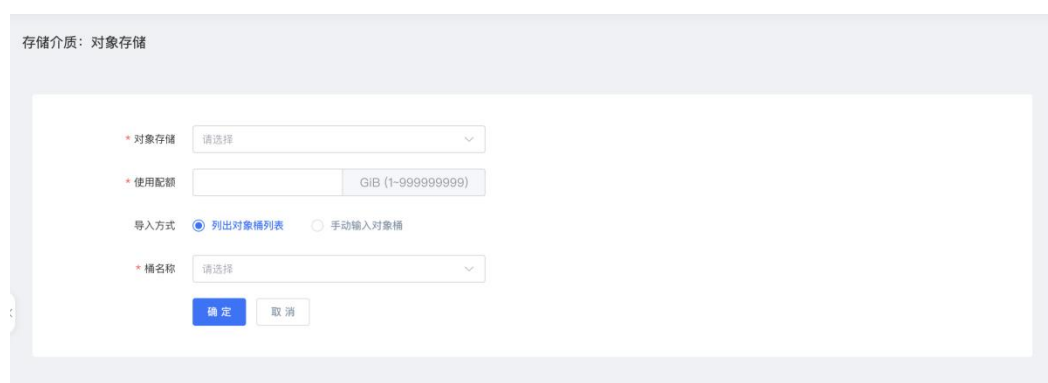 存储介质：对象存储
* 对象存储 请选择
* 使用配额 GiB (1~999999999)
导入方式 列出对象桶列表 手动输入对象桶
* 桶名称 请选择
确定 取消